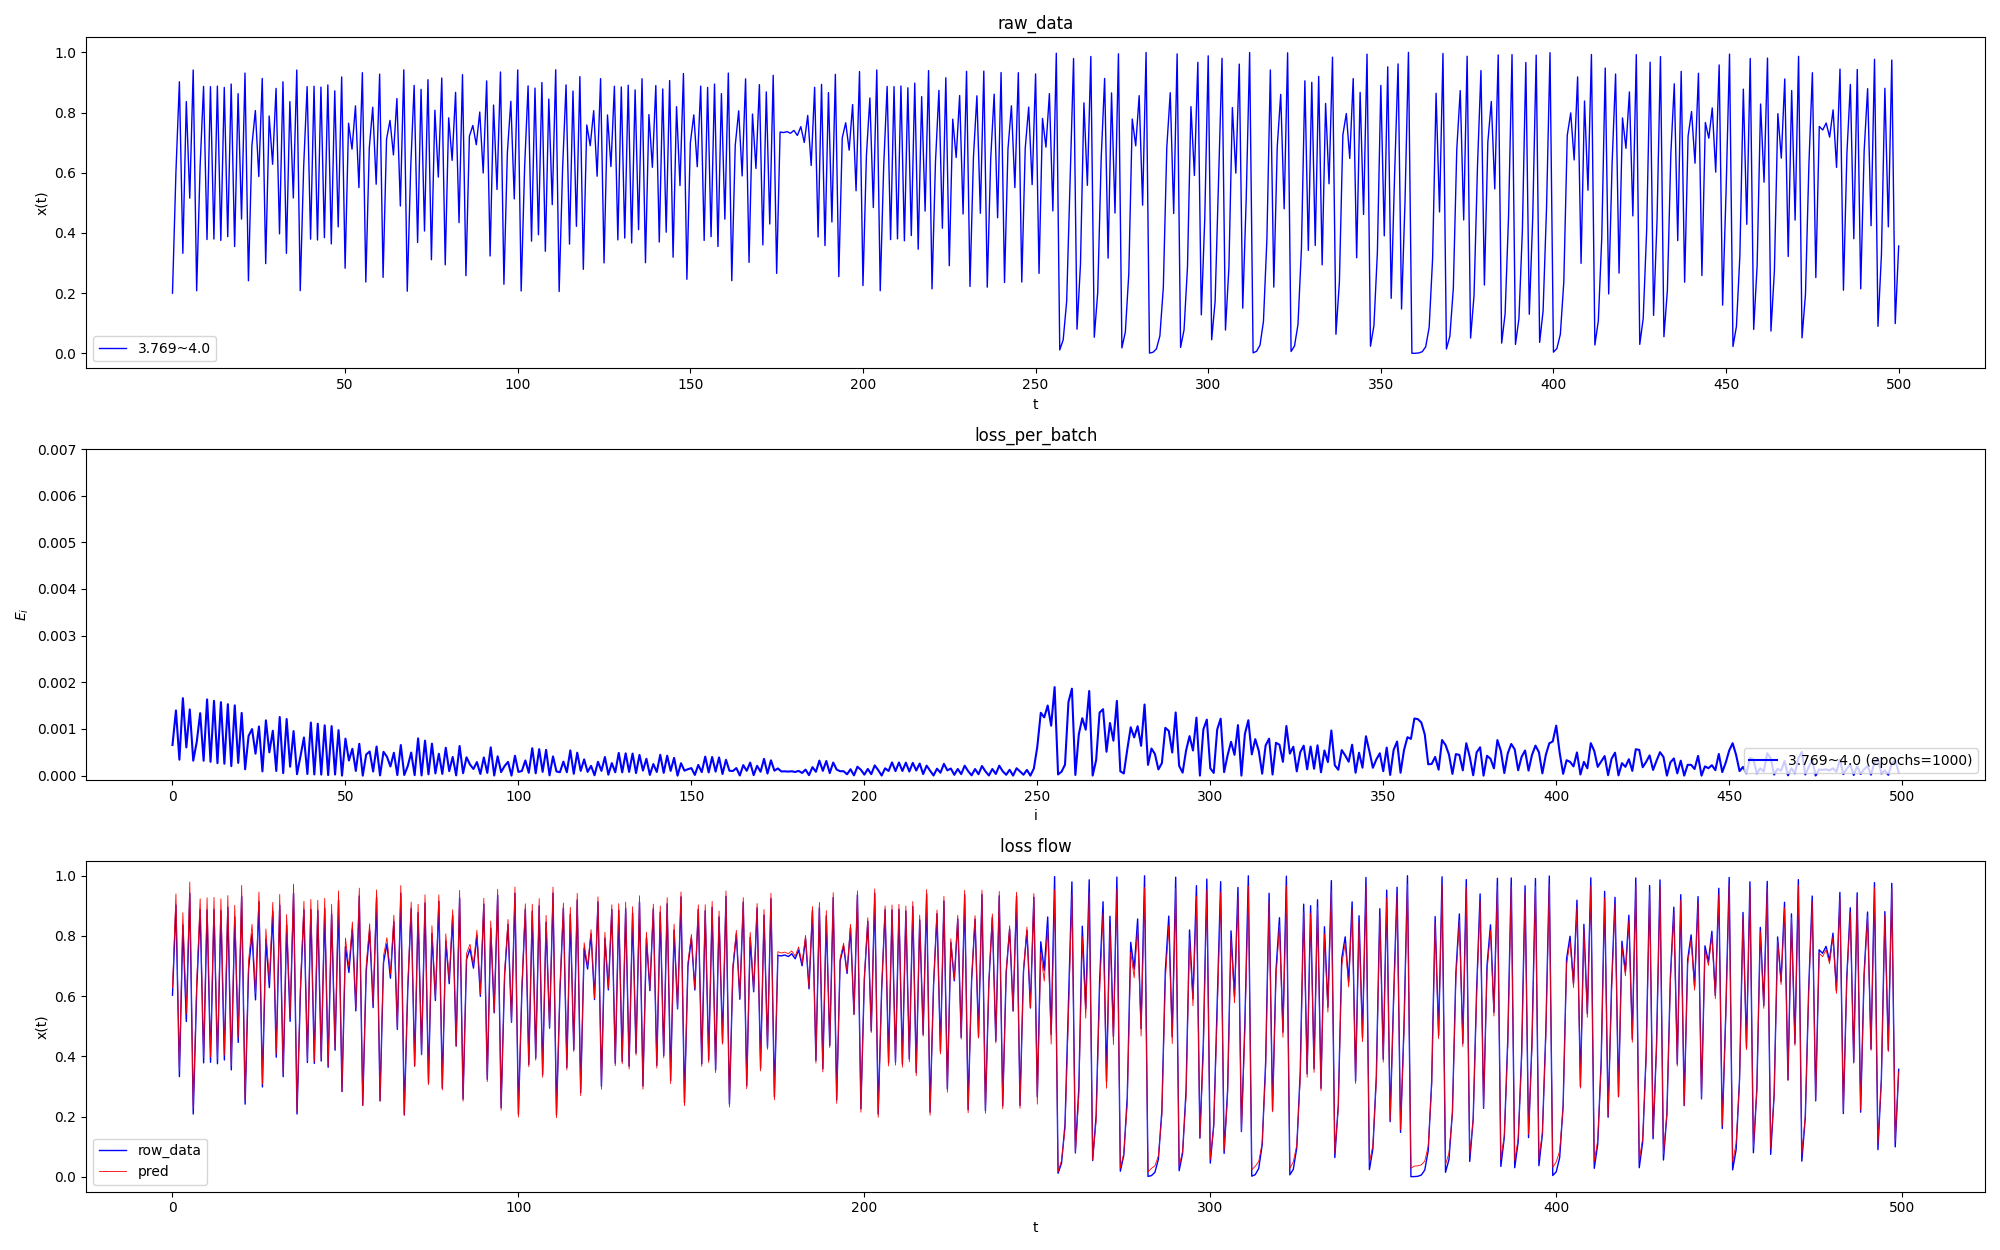 raw_data
x(t)
1.0
0.8
0.6
0.4
0.2
0.0
3.769~4.0
50 100 150 200 250 300 350 400 450 500
t
loss_per_batch
E_i
0.007
0.006
0.005
0.004
0.003
0.002
0.001
0.000
3.769~4.0 (epochs=1000)
0 50 100 150 200 250 300 350 400 450 500
i
loss flow
x(t)
1.0
0.8
0.6
0.4
0.2
0.0
row_data
pred
0 100 200 300 400 500
t